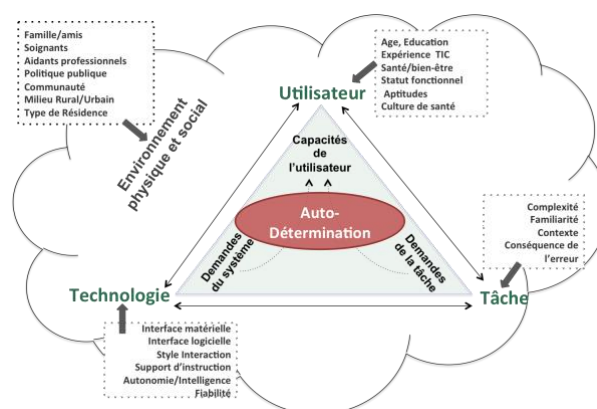 Famille/amis
Soignants
Aidants professionnels
Politique publique
Communauté
Milieu Rural/Urbain
Type de Résidence
Environnement
physique et social
Age, Education
Expérience TIC
Santé/bien-être
Statut fonctionnel
Aptitudes
Culture de santé
Utilisateur
Capacités
de
l'utilisateur
Auto-
Détermination
Demandes
du système
Demandes
de la tâche
Complexité
Familiarité
Contexte
Conséquence de
l'erreur
Technologie
Tâche
Interface matérielle
Interface logicielle
Style Interaction
Support d'instruction
Autonomie/Intelligence
Fiabilité